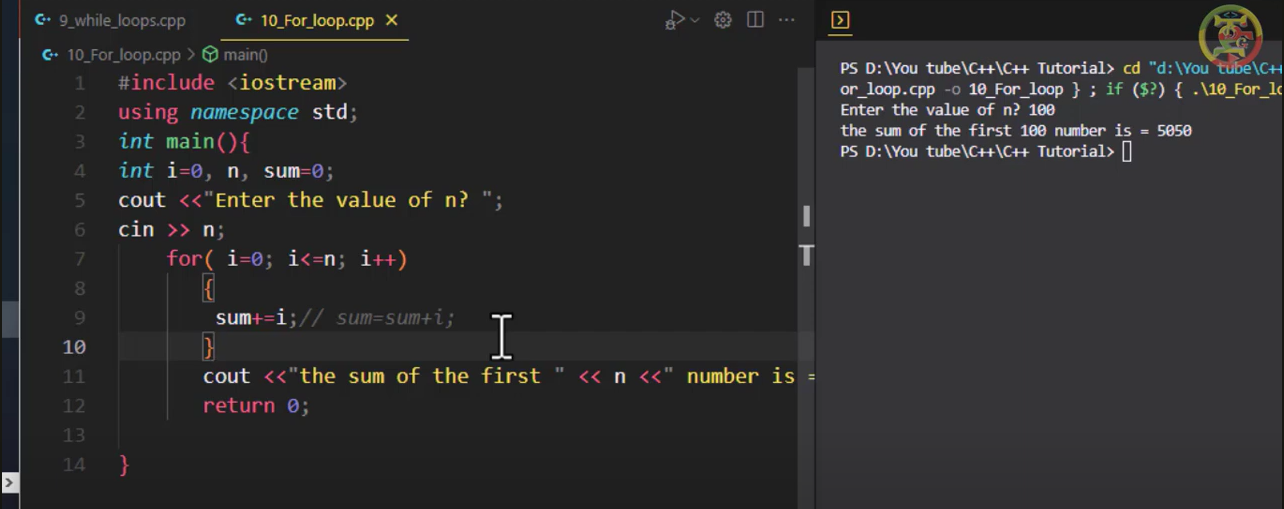 9_while_loops.cpp
10_For_loop.cpp
10_For_loop.cpp > main()
1 #include <iostream>
2 using namespace std;
3 int main(){
4 int i=0, n, sum=0;
5 cout <<"Enter the value of n? ";
6 cin >> n;
7 for( i=0; i<=n; i++)
8 {
9 sum+=i;// sum=sum+i;
10 }
11 cout <<"the sum of the first " << n <<" number is =
12 return 0;
13
14 }
PS D:\You tube\C++\C++ Tutorial> cd "d:\You tube\C++
or_loop.cpp -o 10_For_loop } ; if ($?) { .\10_For_lo
Enter the value of n? 100
the sum of the first 100 number is = 5050
PS D:\You tube\C++\C++ Tutorial>